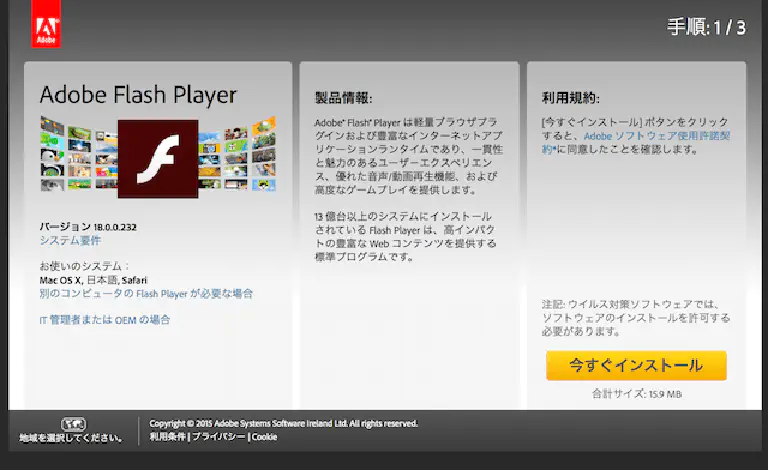 Adobe
手順: 1 / 3
Adobe Flash Player
バージョン 18.0.0.232
システム要件
お使いのシステム：
Mac OS X, 日本語, Safari
別のコンピュータの Flash Player が必要な場合
IT 管理者または OEM の場合
製品情報:
Adobe® Flash® Player は軽量ブラウザプラ
グインおよび豊富なインターネットアプ
リケーションランタイムであり、一貫性
と魅力のあるユーザーエクスペリエン
ス、優れた音声/動画再生機能、および
高度なゲームプレイを提供します。
13 億台以上のシステムにインストール
されている Flash Player は、高インパク
トの豊富な Web コンテンツを提供する
標準プログラムです。
利用規約:
[今すぐインストール] ボタンをクリック
すると、Adobe ソフトウェア使用許諾契
約*に同意したことを確認します。
注記: ウイルス対策ソフトウェアでは、
ソフトウェアのインストールを許可する
必要があります。
今すぐインストール
合計サイズ: 15.9 MB
地域を選択してください。
Copyright © 2015 Adobe Systems Software Ireland Ltd. All rights reserved.
利用条件 | プライバシー | Cookie